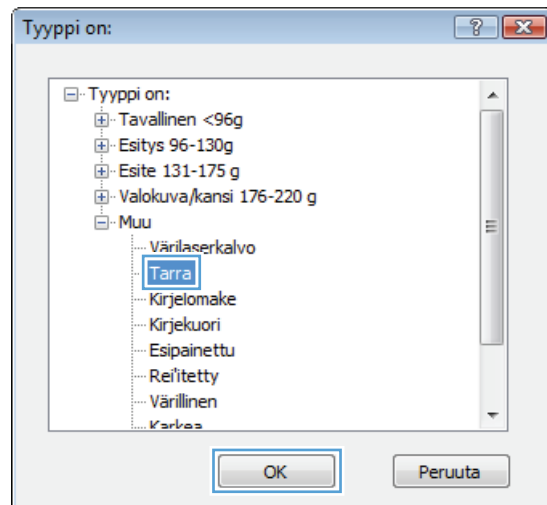 Tyyppi on:
Tyyppi on:
Tavallinen <96g
Esitys 96-130g
Esite 131-175 g
Valokuva/kansi 176-220 g
Muu
Värilaserkalvo
Tarra
Kirjelomake
Kirjekuori
Esipainettu
Rei'itetty
Värillinen
Karkea
OK Peruuta